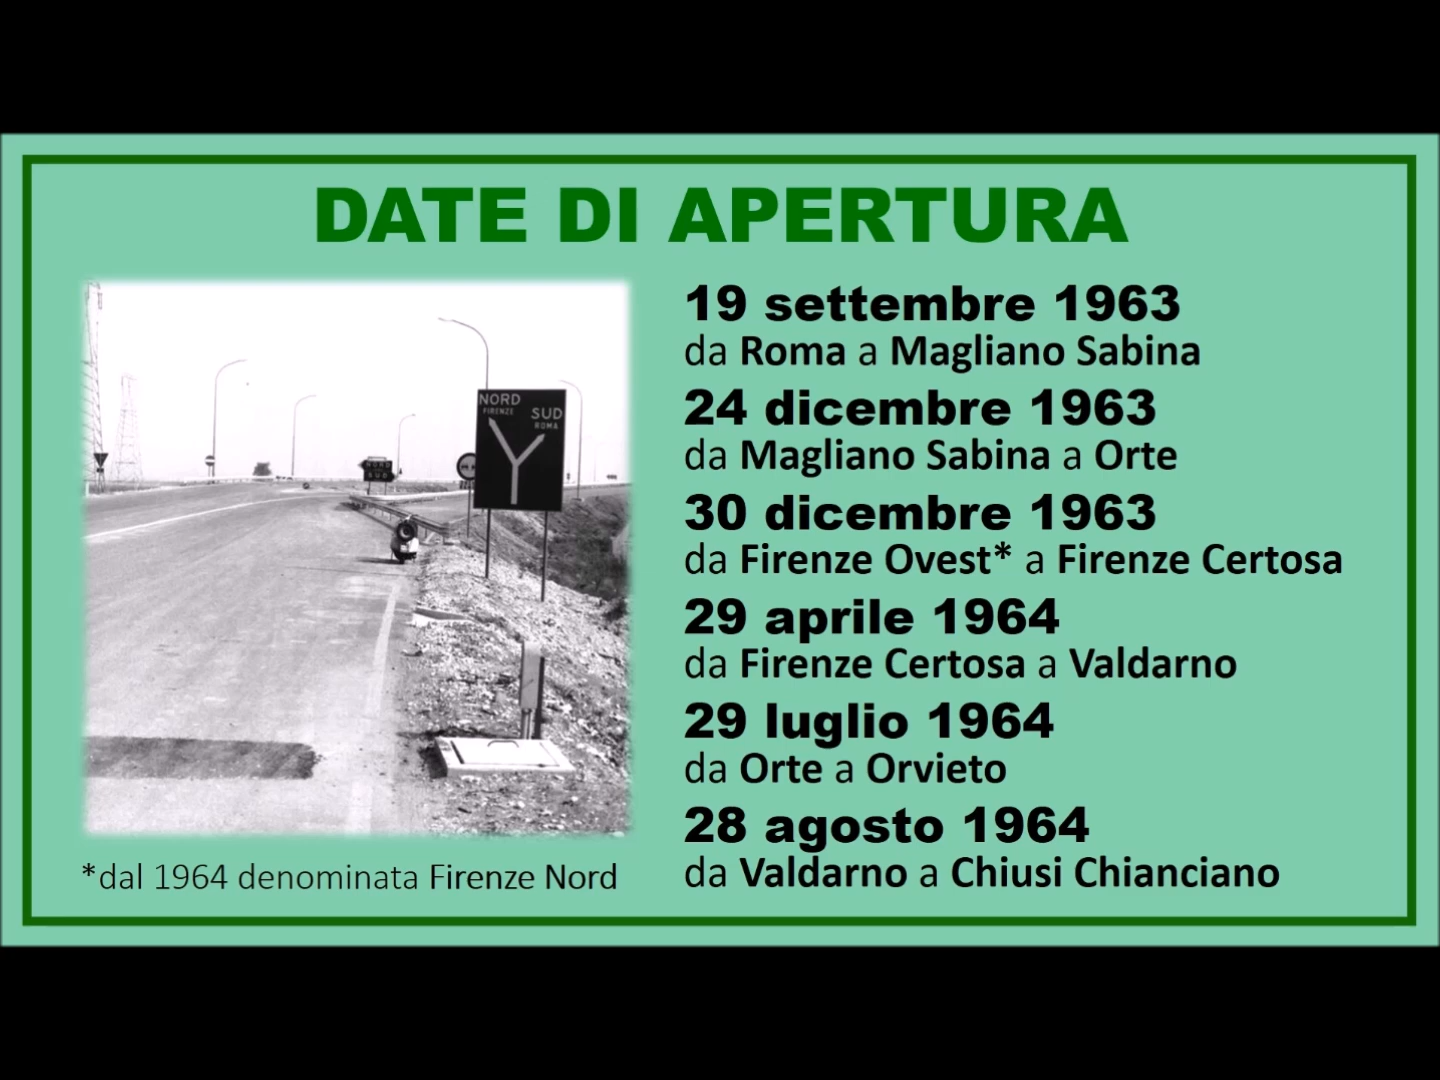 DATE DI APERTURA
NORD
FIRENZE
SUD
ROMA
NORD
SUD
19 settembre 1963
da Roma a Magliano Sabina
24 dicembre 1963
da Magliano Sabina a Orte
30 dicembre 1963
da Firenze Ovest* a Firenze Certosa
29 aprile 1964
da Firenze Certosa a Valdarno
29 luglio 1964
da Orte a Orvieto
28 agosto 1964
da Valdarno a Chiusi Chianciano
*dal 1964 denominata Firenze Nord